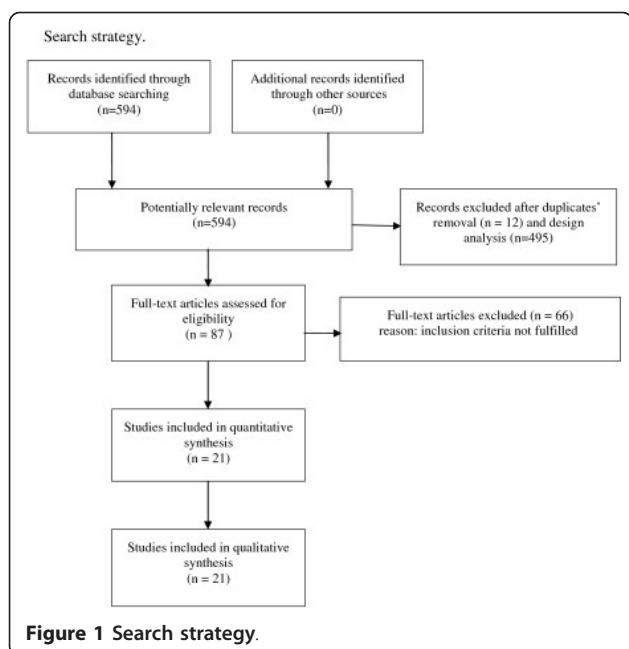 Search strategy.
Records identified through
database searching
(n=594)
Additional records identified
through other sources
(n=0)
Potentially relevant records
(n=594)
Records excluded after duplicates'
removal (n = 12) and design
analysis (n=495)
Full-text articles assessed for
eligibility
(n = 87 )
Full-text articles excluded (n = 66)
reason: inclusion criteria not fulfilled
Studies included in quantitative
synthesis
(n = 21)
Studies included in qualitative
synthesis
(n = 21)
Figure 1 Search strategy.